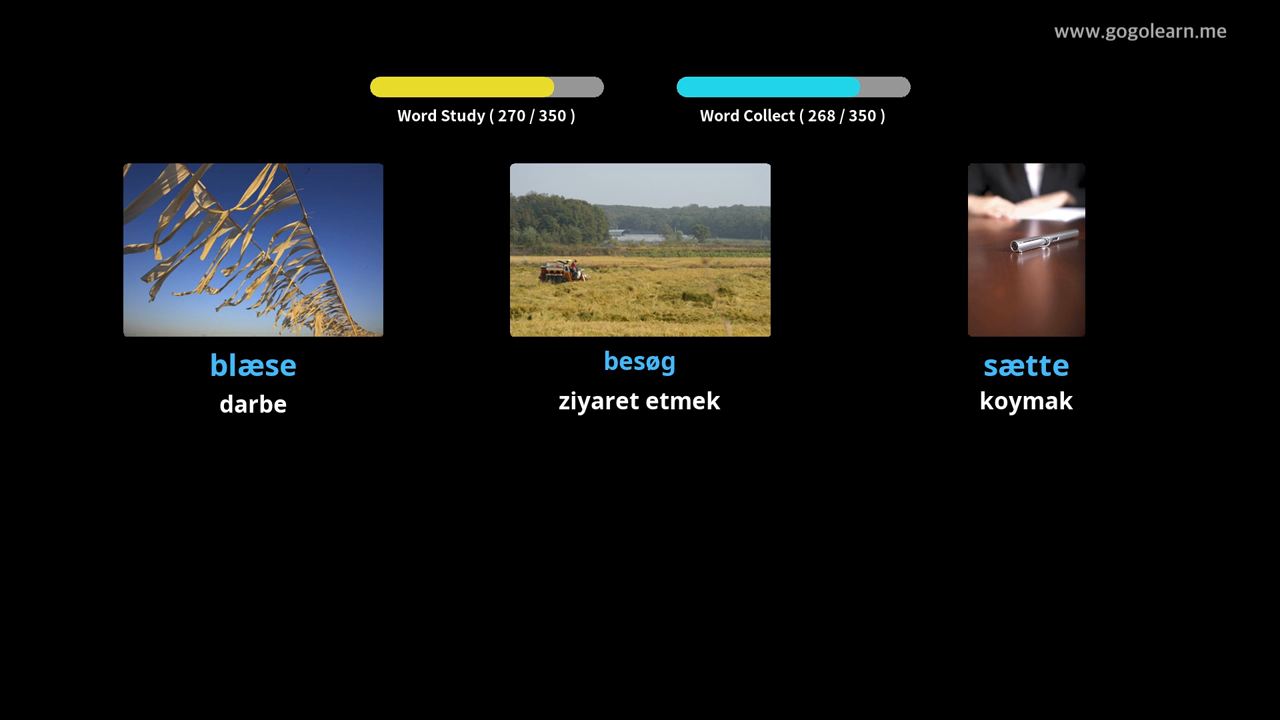 www.gogolearn.me
Word Study ( 270 / 350 )
Word Collect ( 268 / 350 )
blæse
darbe
besøg
ziyaret etmek
sætte
koymak